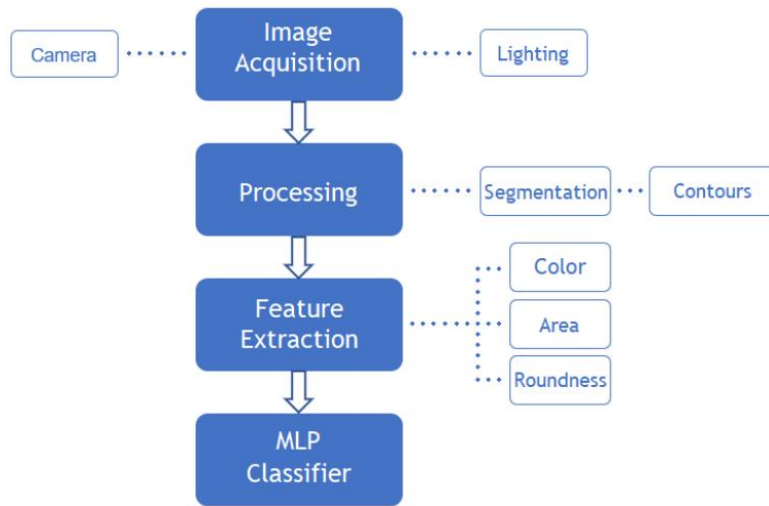 Image
Acquisition
Camera
Lighting
Processing
Segmentation
Contours
Feature
Extraction
Color
Area
Roundness
MLP
Classifier